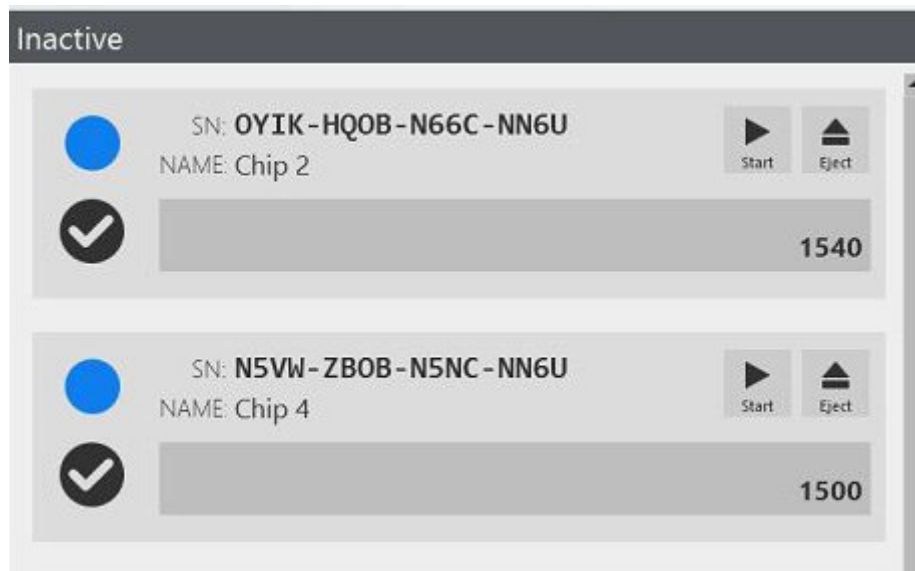 Inactive
SN: OYIK-HQOB-N66C-NN6U
NAME: Chip 2
Start
Eject
1540
SN: N5VW-ZBOB-N5NC-NN6U
NAME: Chip 4
Start
Eject
1500